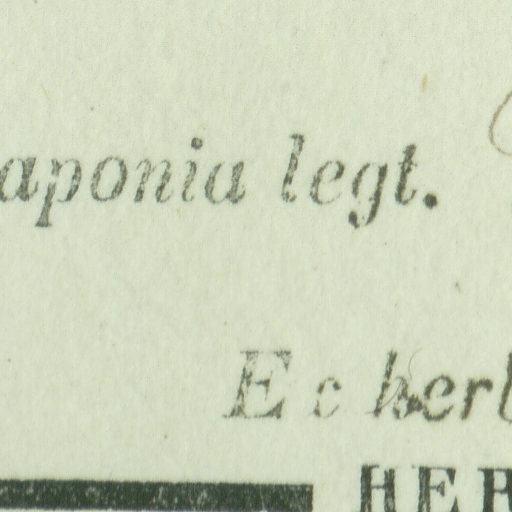 aponia legt.
E c herb
HER